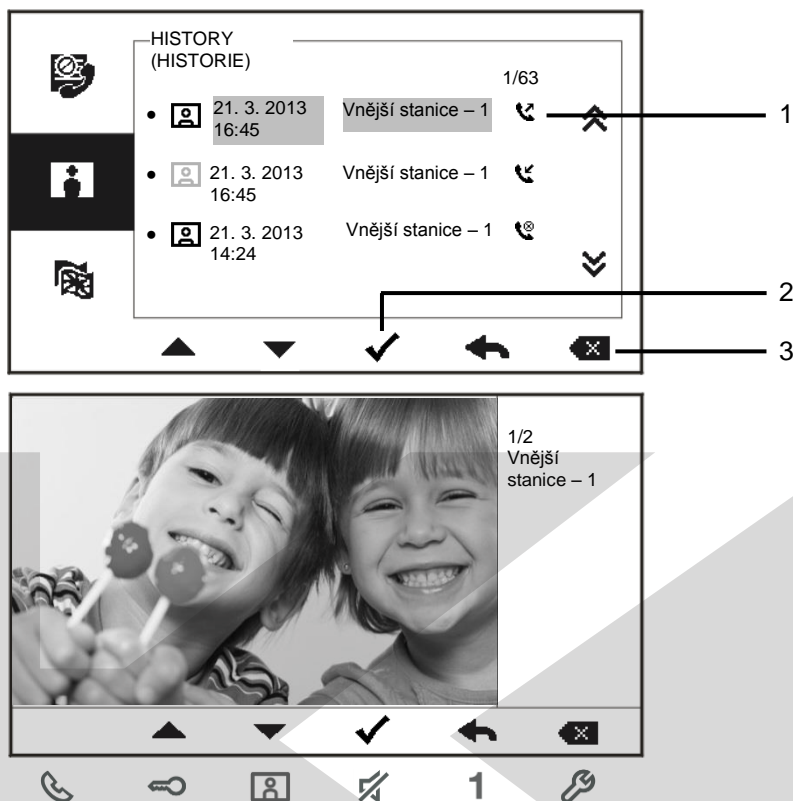 HISTORY
(HISTORIE)
1/63
21. 3. 2013
16:45
Vnější stanice – 1
1
21. 3. 2013
16:45
Vnější stanice – 1
21. 3. 2013
14:24
Vnější stanice – 1
2
3
1/2
Vnější
stanice – 1
1